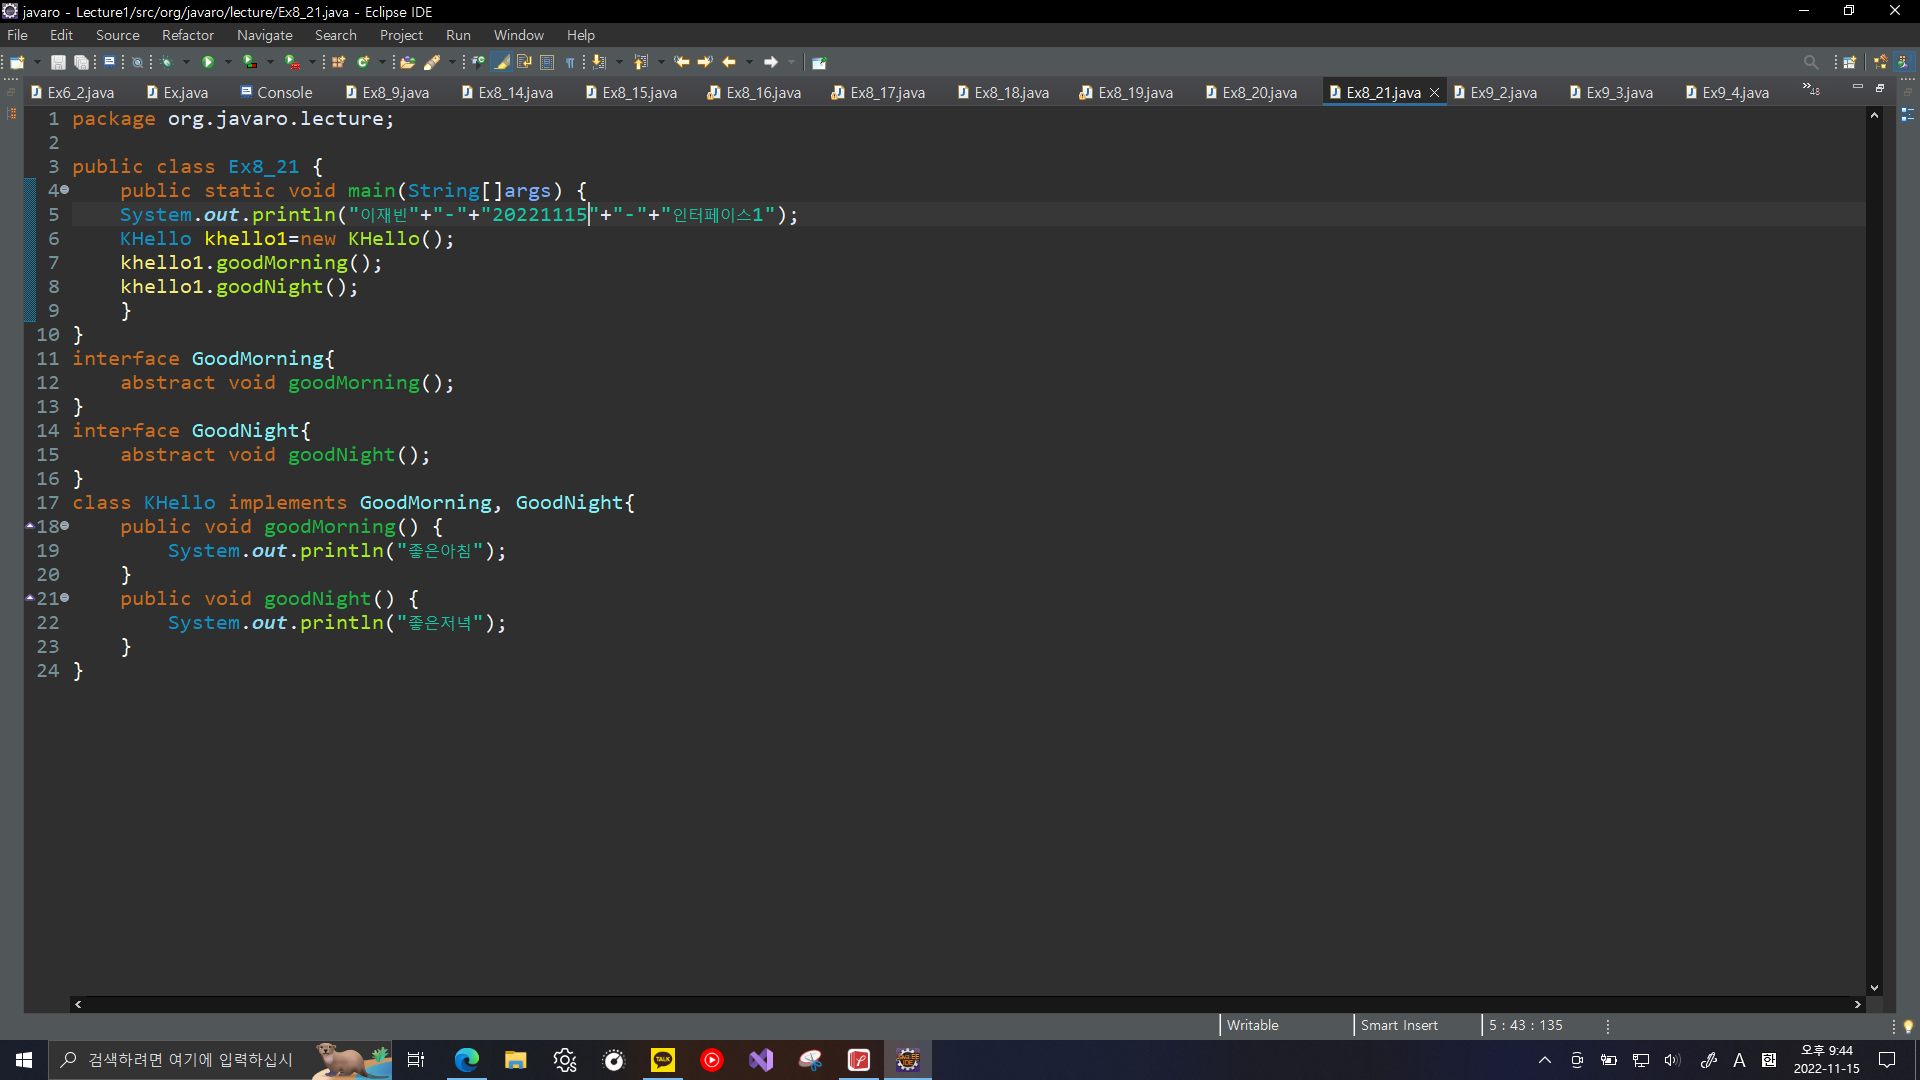 javaro - Lecture1/src/org/javaro/lecture/Ex8_21.java - Eclipse IDE
File Edit Source Refactor Navigate Search Project Run Window Help
Ex6_2.java Ex.java Console Ex8_9.java Ex8_14.java Ex8_15.java Ex8_16.java Ex8_17.java Ex8_18.java Ex8_19.java Ex8_20.java Ex8_21.java Ex9_2.java Ex9_3.java Ex9_4.java »48
1 package org.javaro.lecture;
2
3 public class Ex8_21 {
4 public static void main(String[]args) {
5 System.out.println("이재빈"+"-"+"20221115"+"-"+"인터페이스1");
6 KHello khello1=new KHello();
7 khello1.goodMorning();
8 khello1.goodNight();
9 }
10 }
11 interface GoodMorning{
12 abstract void goodMorning();
13 }
14 interface GoodNight{
15 abstract void goodNight();
16 }
17 class KHello implements GoodMorning, GoodNight{
18 public void goodMorning() {
19 System.out.println("좋은아침");
20 }
21 public void goodNight() {
22 System.out.println("좋은저녁");
23 }
24 }
Writable Smart Insert 5 : 43 : 135
검색하려면 여기에 입력하십시 TALK A 오후 9:44
2022-11-15